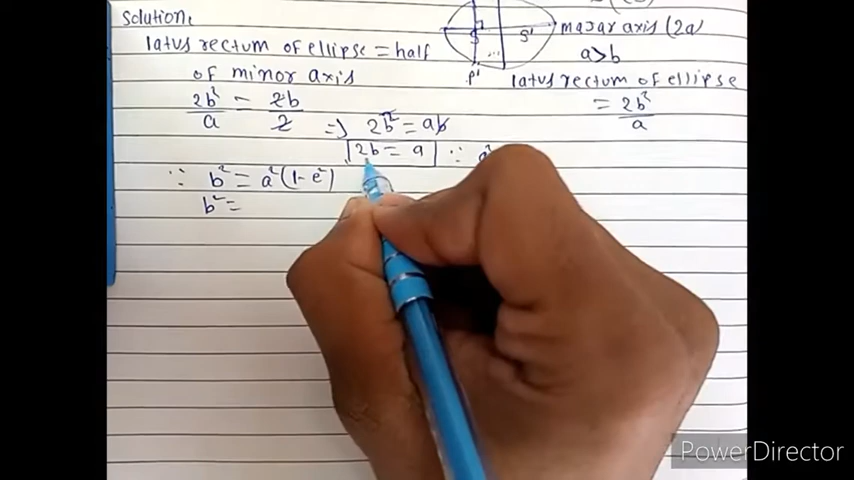 solution.
latus rectum of ellipse = half
of minor axis
2b²/a = 2b/2 => 2b² = ab
2b = a ∵ a²
∵ b² = a²(1-e²)
b² =
S S'
P'
major axis (2a)
a>b
latus rectum of ellipse
= 2b²/a
PowerDirector